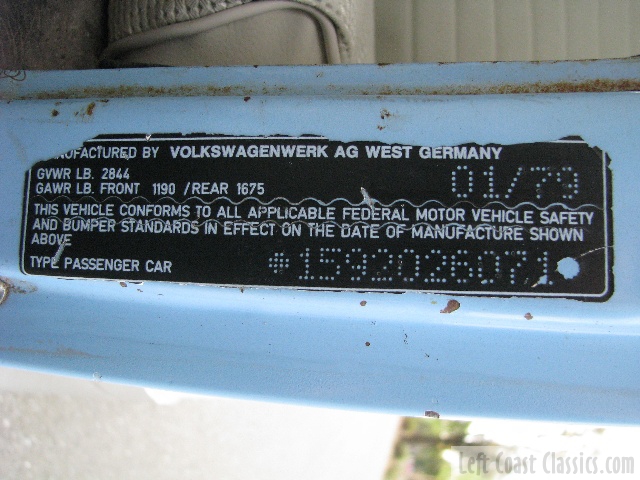 MANUFACTURED BY VOLKSWAGENWERK AG WEST GERMANY
GVWR LB. 2844
GAWR LB. FRONT 1190 /REAR 1675
01/79
THIS VEHICLE CONFORMS TO ALL APPLICABLE FEDERAL MOTOR VEHICLE SAFETY
AND BUMPER STANDARDS IN EFFECT ON THE DATE OF MANUFACTURE SHOWN
ABOVE
TYPE PASSENGER CAR *1592026071
Left Coast Classics.com